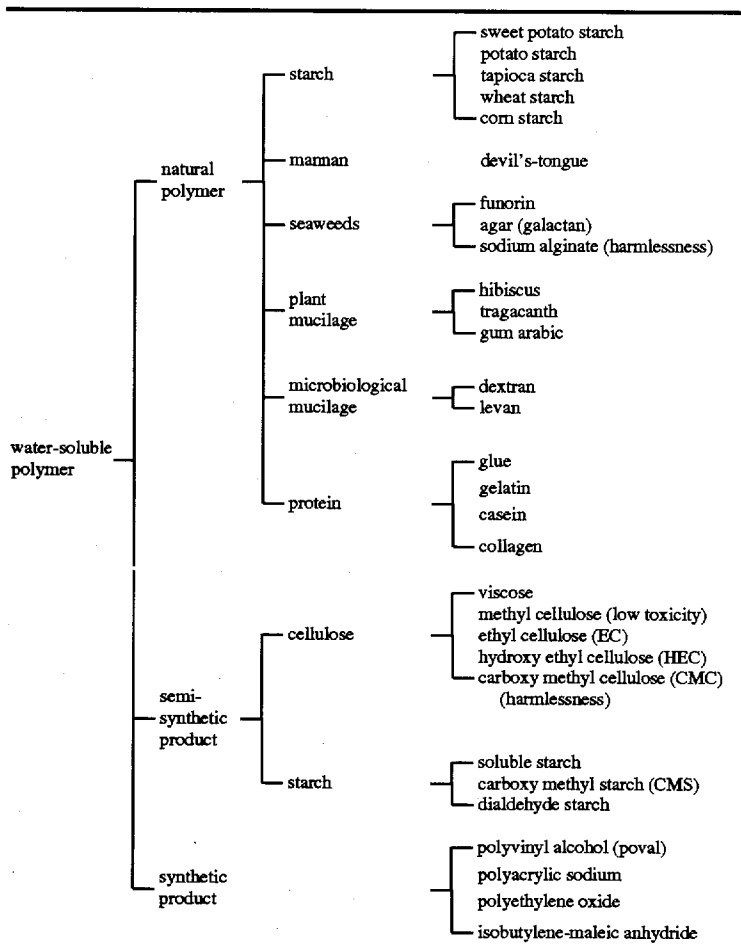 water-soluble
polymer
natural
polymer
starch
sweet potato starch
potato starch
tapioca starch
wheat starch
corn starch
mannan
devil's-tongue
seaweeds
funorin
agar (galactan)
sodium alginate (harmlessness)
plant
mucilage
hibiscus
tragacanth
gum arabic
microbiological
mucilage
dextran
levan
protein
glue
gelatin
casein
collagen
semi-
synthetic
product
cellulose
viscose
methyl cellulose (low toxicity)
ethyl cellulose (EC)
hydroxy ethyl cellulose (HEC)
carboxy methyl cellulose (CMC)
(harmlessness)
starch
soluble starch
carboxy methyl starch (CMS)
dialdehyde starch
synthetic
product
polyvinyl alcohol (poval)
polyacrylic sodium
polyethylene oxide
isobutylene-maleic anhydride